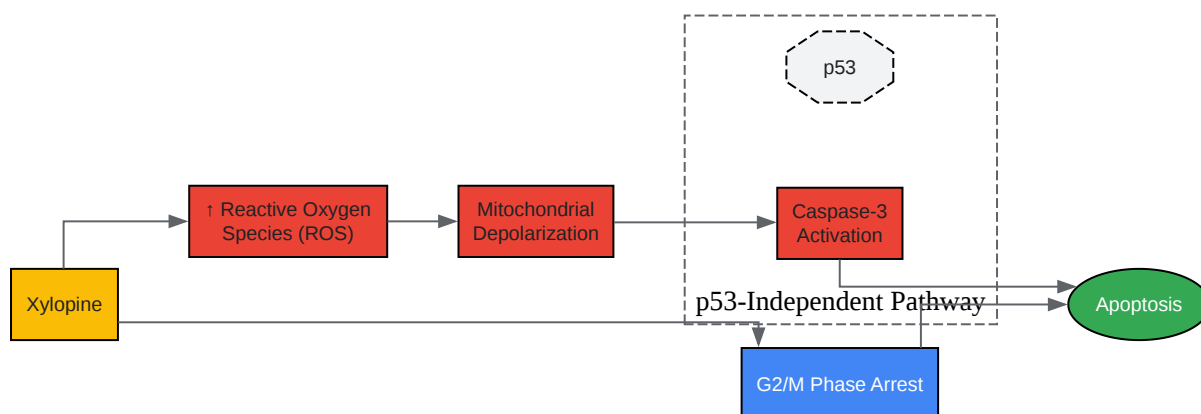 p53
↑ Reactive Oxygen
Species (ROS)
Mitochondrial
Depolarization
Caspase-3
Activation
Xylopine
p53-Independent Pathway
Apoptosis
G2/M Phase Arrest